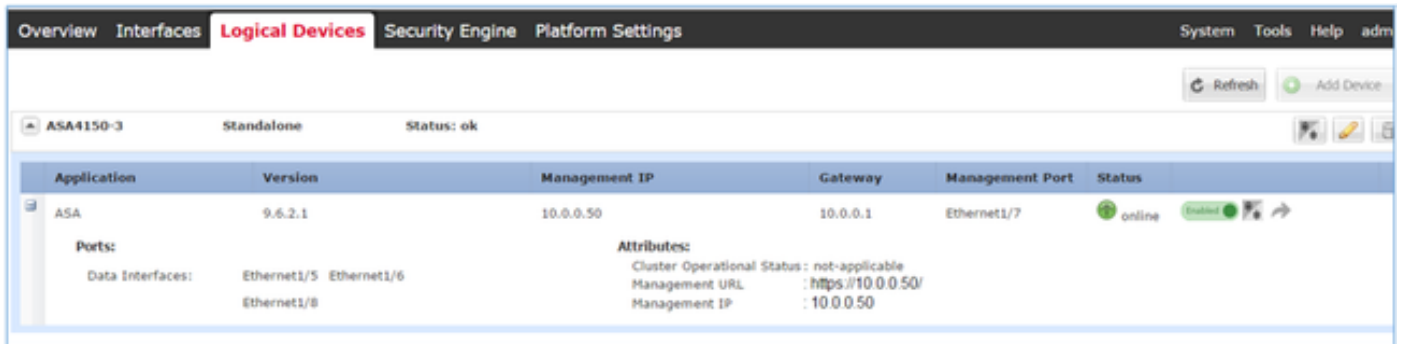 Overview Interfaces Logical Devices Security Engine Platform Settings System Tools Help adm
Refresh Add Device
ASA4150-3 Standalone Status: ok
Application Version Management IP Gateway Management Port Status
ASA 9.6.2.1 10.0.0.50 10.0.0.1 Ethernet1/7 online Enabled
Ports: Attributes:
Cluster Operational Status : not-applicable
Data Interfaces: Ethernet1/5 Ethernet1/6 Management URL : https://10.0.0.50/
Ethernet1/8 Management IP : 10.0.0.50